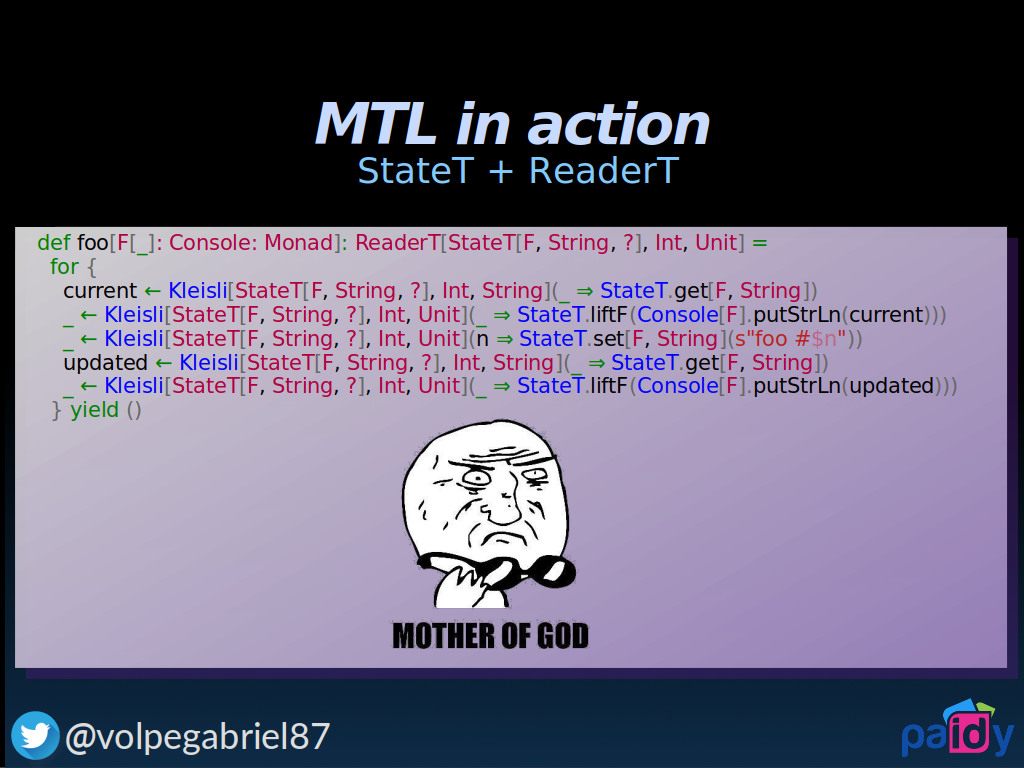 MTL in action
StateT + ReaderT
def foo[F[_]: Console: Monad]: ReaderT[StateT[F, String, ?], Int, Unit] =
for {
current ← Kleisli[StateT[F, String, ?], Int, String](_ ⇒ StateT.get[F, String])
_ ← Kleisli[StateT[F, String, ?], Int, Unit](_ ⇒ StateT.liftF(Console[F].putStrLn(current)))
_ ← Kleisli[StateT[F, String, ?], Int, Unit](n ⇒ StateT.set[F, String](s"foo #$n"))
updated ← Kleisli[StateT[F, String, ?], Int, String](_ ⇒ StateT.get[F, String])
_ ← Kleisli[StateT[F, String, ?], Int, Unit](_ ⇒ StateT.liftF(Console[F].putStrLn(updated)))
} yield ()
MOTHER OF GOD
@volpegabriel87
paidy